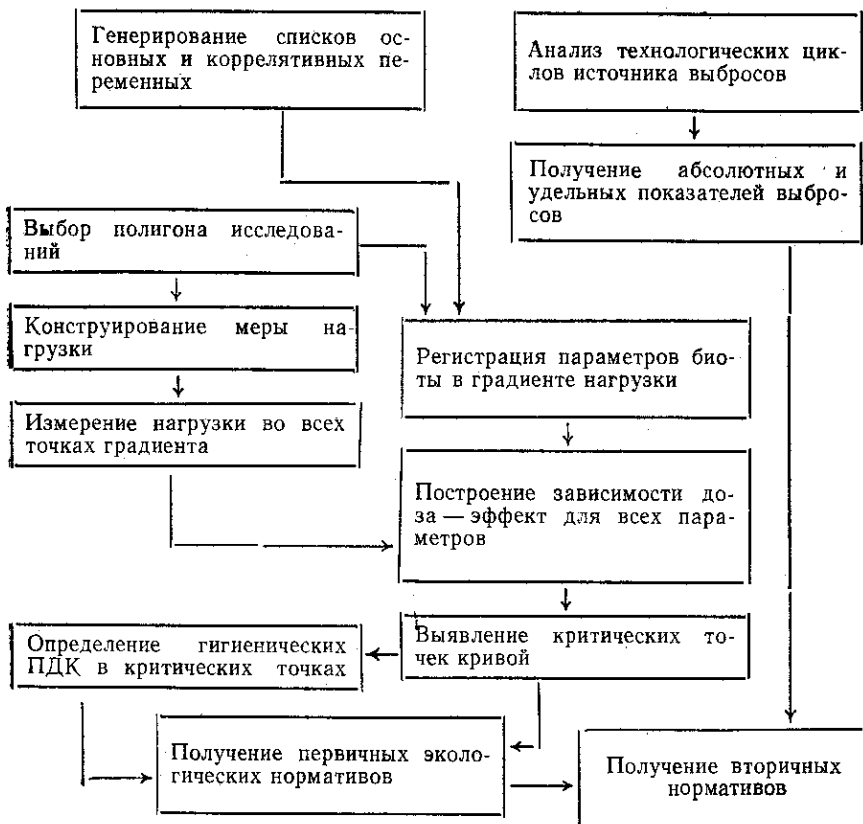 Генерирование списков ос-
новных и коррелятивных пе-
ременных
Анализ технологических цик-
лов источника выбросов
Получение абсолютных и
удельных показателей выбро-
сов
Выбор полигона исследова-
ний
Конструирование меры на-
грузки
Измерение нагрузки во всех
точках градиента
Регистрация параметров био-
ты в градиенте нагрузки
Построение зависимости до-
за — эффект для всех пара-
метров
Выявление критических то-
чек кривой
Определение гигиенических
ПДК в критических точках
Получение первичных эколо-
гических нормативов
Получение вторичных
нормативов